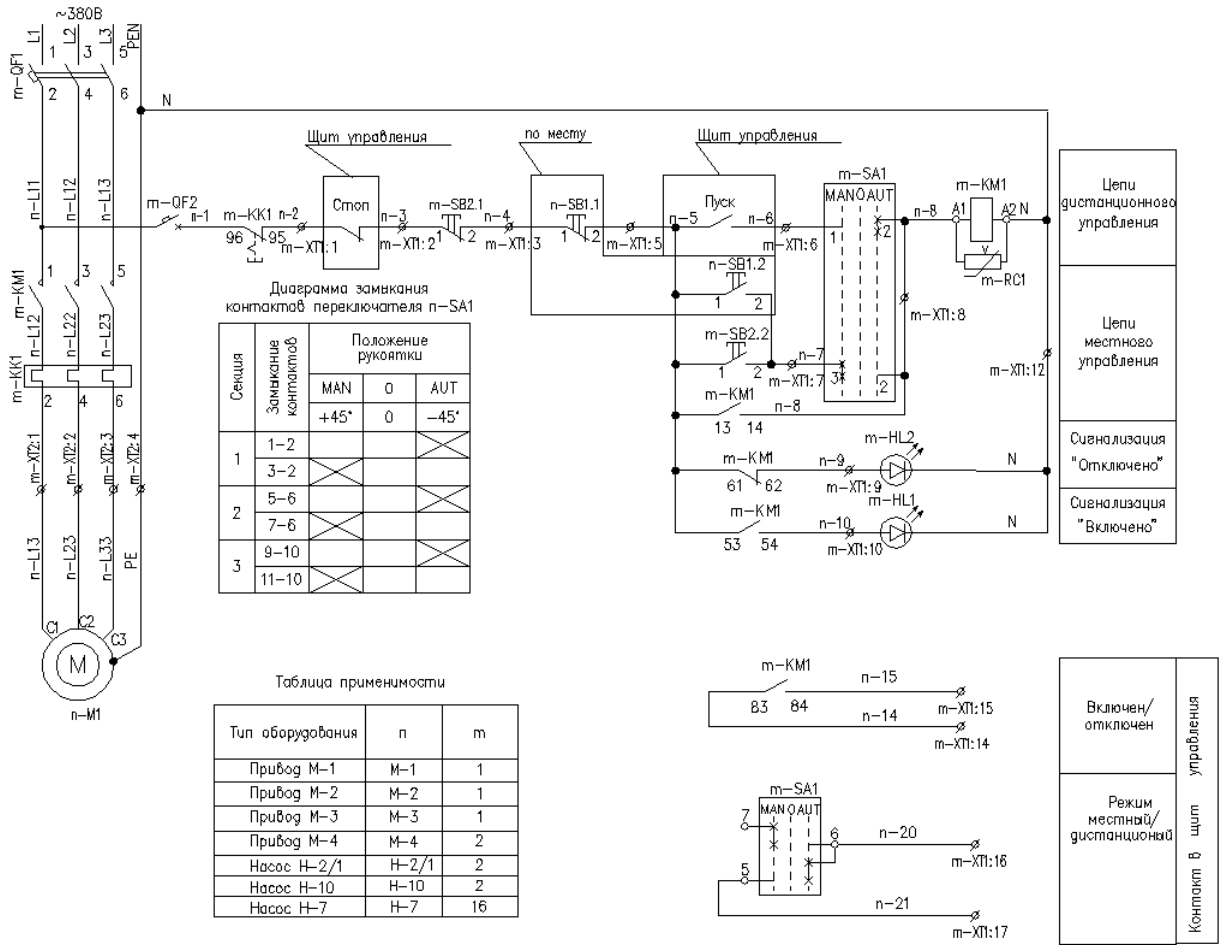 ~380В
L1
L2
L3
PEN
1
3
5
m-QF1
2
4
6
N
Щит управления
по месту
Щит управления
m-SA1
MAN O AUT
n-L11
n-L12
n-L13
m-QF2
n-1
m-KK1
n-2
Стоп
n-3
m-SB2.1
n-4
n-SB1.1
n-5
Пуск
n-6
n-8
m-KM1
A1
A2
N
96
95
m-XT1:1
m-XT1:2
1
2
m-XT1:3
1
2
m-XT1:5
m-XT1:6
1
2
m-RC1
Цепи
дистанционного
управления
n-SB1.2
1
2
m-XT1:8
m-SB2.2
1
2
n-7
m-XT1:7
3
2
m-XT1:12
Цепи
местного
управления
m-KM1
13
14
n-8
m-KM1
61
62
n-9
m-XT1:9
m-HL2
N
Сигнализация
"Отключено"
m-KM1
53
54
n-10
m-XT1:10
m-HL1
N
Сигнализация
"Включено"
m-KM1
1
3
5
n-L12
n-L22
n-L23
m-KK1
2
4
6
m-XT2:1
m-XT2:2
m-XT2:3
m-XT2:4
n-L13
n-L23
n-L33
PE
C1
C2
C3
M
n-M1
Диаграмма замыкания
контактав переключателя n-SA1
Секция
Замыкание
контактов
Положение
рукоятки
MAN
0
AUT
+45°
0
-45°
1
1-2
3-2
2
5-6
7-6
3
9-10
11-10
Таблица применимости
Тип оборудования
n
m
Привод М-1
М-1
1
Привод М-2
М-2
1
Привод М-3
М-3
1
Привод М-4
М-4
2
Насос Н-2/1
Н-2/1
2
Насос Н-10
Н-10
2
Насос Н-7
Н-7
16
m-KM1
83
84
n-15
m-XT1:15
n-14
m-XT1:14
Включен/
отключен
m-SA1
MAN O AUT
7
6
5
n-20
m-XT1:16
n-21
m-XT1:17
Режим
местный/
дистанционый
Контакт в щит управления